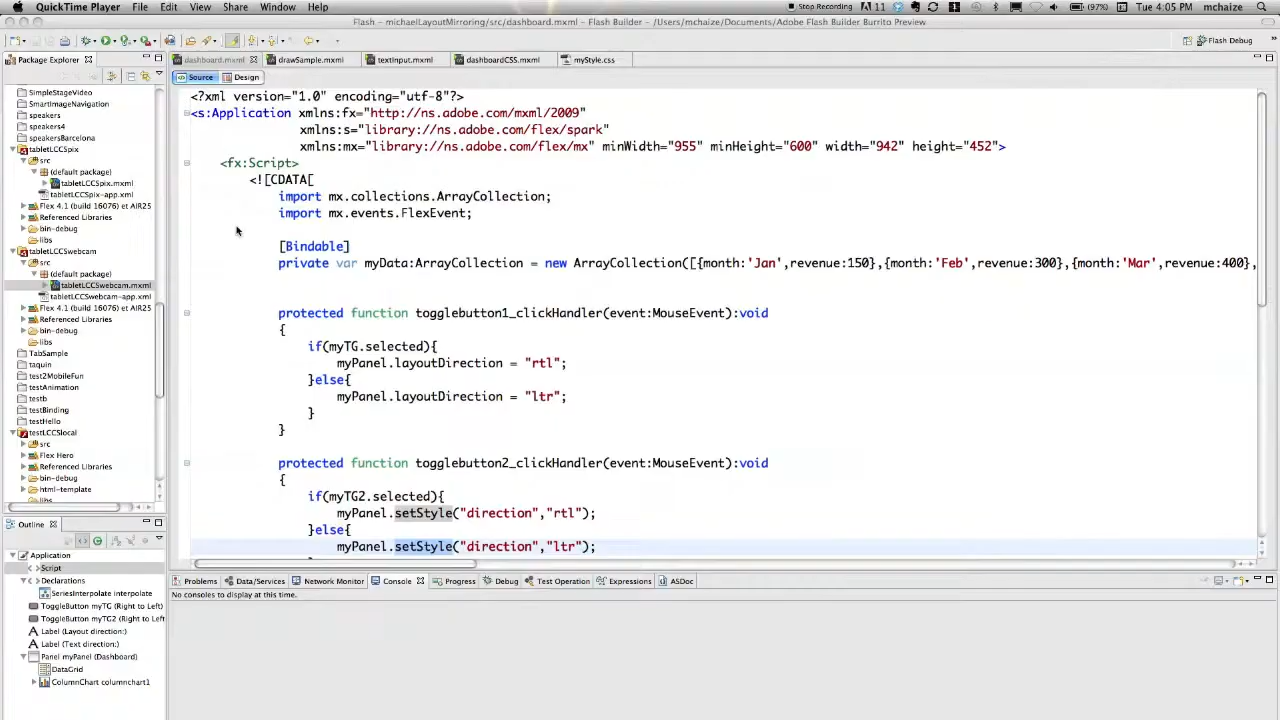 QuickTime Player File Edit View Share Window Help
Stop Recording 11 (97%) Tue 4:05 PM mchaize
Flash - michaelLayoutMirroring/src/dashboard.mxml - Flash Builder - /Users/mchaize/Documents/Adobe Flash Builder Burrito Preview
Flash Debug
Package Explorer
SimpleStageVideo
SmartImageNavigation
speakers
speakers4
speakersBarcelona
tabletLCCSpix
src
(default package)
tabletLCCSpix.mxml
tabletLCCSpix-app.xml
Flex 4.1 (build 16076) et AIR25
Referenced Libraries
bin-debug
libs
tabletLCCSwebcam
src
(default package)
tabletLCCSwebcam.mxml
tabletLCCSwebcam-app.xml
Flex 4.1 (build 16076) et AIR25
Referenced Libraries
bin-debug
libs
TabSample
taquin
test2MobileFun
testAnimation
testb
testBinding
testHello
testLCCSlocal
src
Flex Hero
Referenced Libraries
bin-debug
html-template
libs
Outline
Application
Script
Declarations
SeriesInterpolate interpolate
ToggleButton myTG (Right to Left)
ToggleButton myTG2 (Right to Left)
Label (Layout direction:)
Label (Text direction:)
Panel myPanel (Dashboard)
DataGrid
ColumnChart columnchart1
dashboard.mxml drawSample.mxml textInput.mxml dashboardCSS.mxml myStyle.css
Source Design
<?xml version="1.0" encoding="utf-8"?>
<s:Application xmlns:fx="http://ns.adobe.com/mxml/2009"
xmlns:s="library://ns.adobe.com/flex/spark"
xmlns:mx="library://ns.adobe.com/flex/mx" minWidth="955" minHeight="600" width="942" height="452">
<fx:Script>
<![CDATA[
import mx.collections.ArrayCollection;
import mx.events.FlexEvent;
[Bindable]
private var myData:ArrayCollection = new ArrayCollection([{month:'Jan',revenue:150},{month:'Feb',revenue:300},{month:'Mar',revenue:400},
protected function togglebutton1_clickHandler(event:MouseEvent):void
{
if(myTG.selected){
myPanel.layoutDirection = "rtl";
}else{
myPanel.layoutDirection = "ltr";
}
}
protected function togglebutton2_clickHandler(event:MouseEvent):void
{
if(myTG2.selected){
myPanel.setStyle("direction","rtl");
}else{
myPanel.setStyle("direction","ltr");
Problems Data/Services Network Monitor Console Progress Debug Test Operation Expressions ASDoc
No consoles to display at this time.